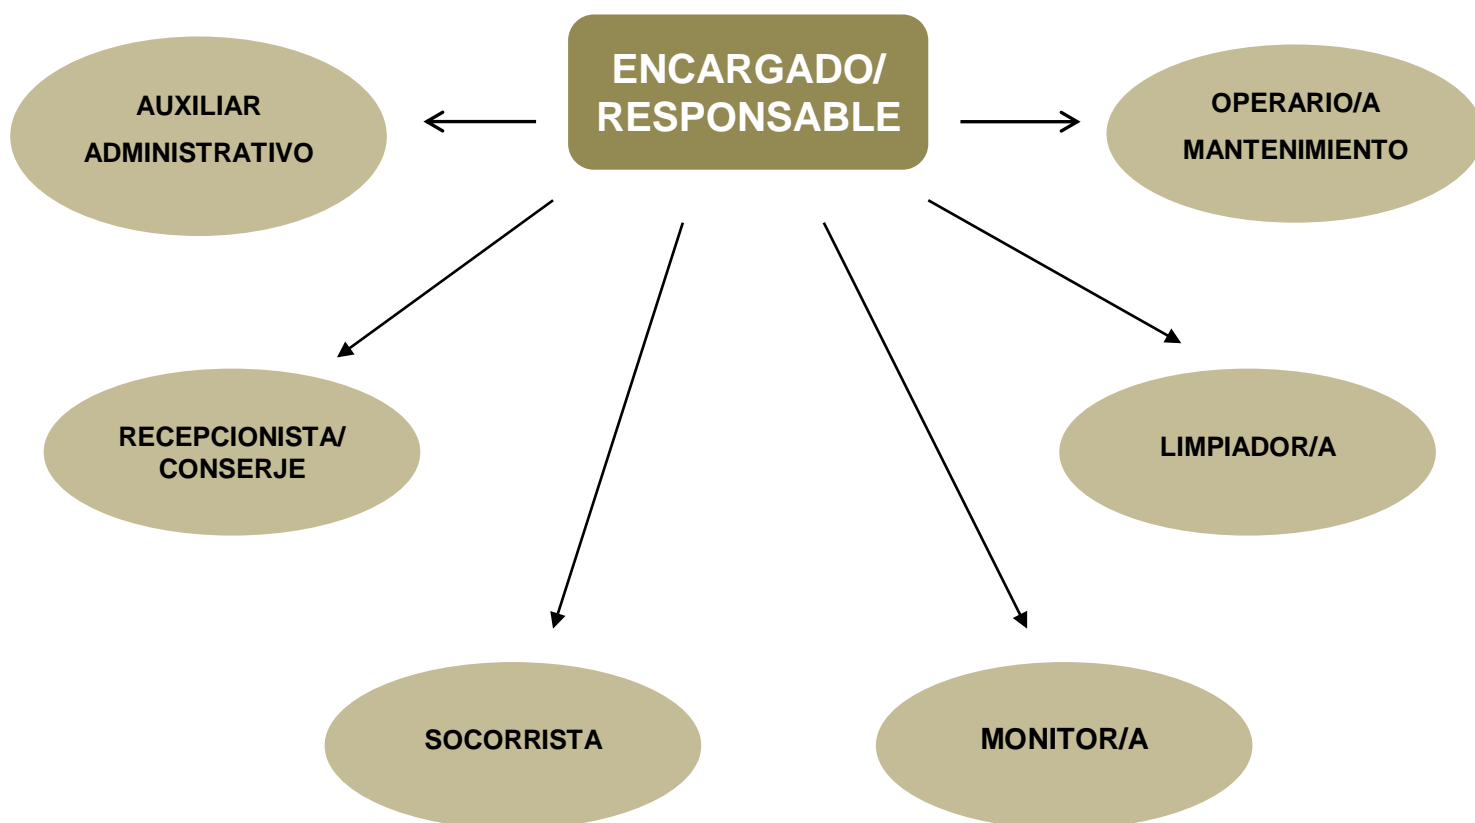 ENCARGADO/
RESPONSABLE
AUXILIAR
ADMINISTRATIVO
OPERARIO/A
MANTENIMIENTO
RECEPCIONISTA/
CONSERJE
LIMPIADOR/A
SOCORRISTA
MONITOR/A